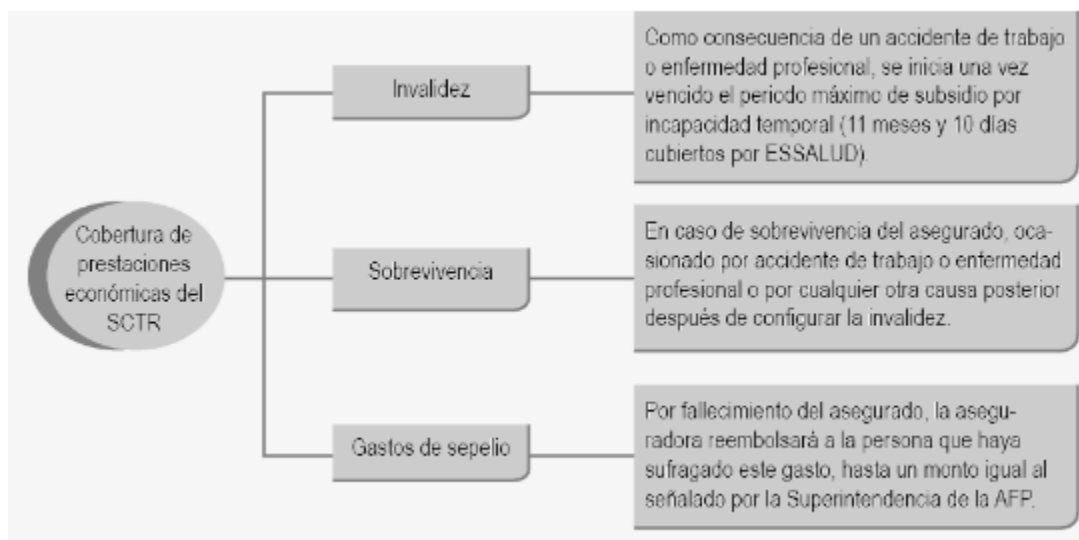 Cobertura de
prestaciones
económicas del
SCTR
Invalidez
Como consecuencia de un accidente de trabajo
o enfermedad profesional, se inicia una vez
vencido el periodo máximo de subsidio por
incapacidad temporal (11 meses y 10 días
cubiertos por ESSALUD).
Sobrevivencia
En caso de sobrevivencia del asegurado, oca-
sionado por accidente de trabajo o enfermedad
profesional o por cualquier otra causa posterior
después de configurar la invalidez.
Gastos de sepelio
Por fallecimiento del asegurado, la asegu-
radora reembolsará a la persona que haya
sufragado este gasto, hasta un monto igual al
señalado por la Superintendencia de la AFP.